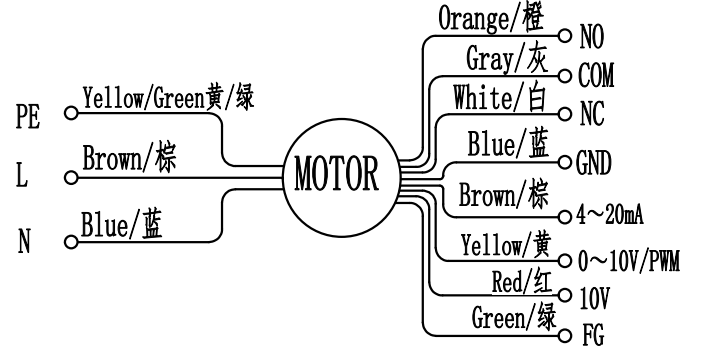 PE Yellow/Green黄/绿
L Brown/棕
N Blue/蓝
MOTOR
Orange/橙 NO
Gray/灰 COM
White/白 NC
Blue/蓝 GND
Brown/棕 4~20mA
Yellow/黄 0~10V/PWM
Red/红 10V
Green/绿 FG